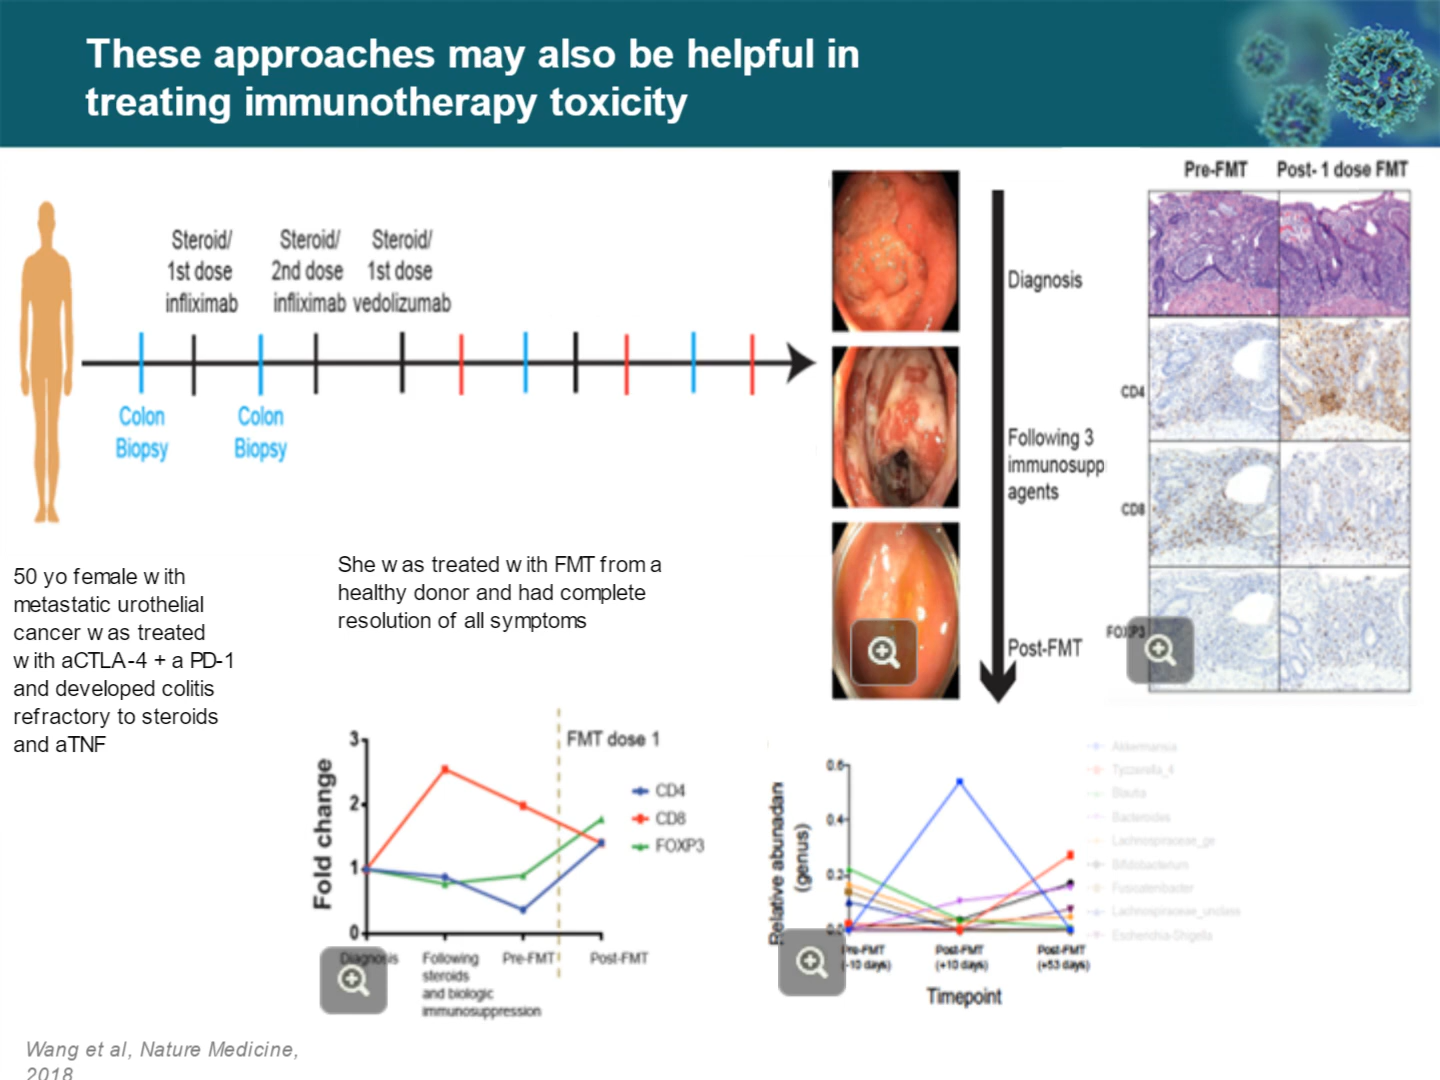 These approaches may also be helpful in
treating immunotherapy toxicity
Steroid/
1st dose
infliximab
Steroid/
2nd dose
infliximab
Steroid/
1st dose
vedolizumab
Colon
Biopsy
Colon
Biopsy
50 yo female with
metastatic urothelial
cancer was treated
with aCTLA-4 + a PD-1
and developed colitis
refractory to steroids
and aTNF
She was treated with FMT from a
healthy donor and had complete
resolution of all symptoms
Diagnosis
Following 3
immunosupp
agents
Post-FMT
Pre-FMT
Post- 1 dose FMT
CD4
CD8
FOXP3
Fold change
3
2
1
0
FMT dose 1
CD4
CD8
FOXP3
Diagnosis
Following
steroids
and biologic
immunosuppression
Pre-FMT
Post-FMT
Relative abunadan
(genus)
0.6
0.4
0.2
0.0
Pre-FMT
(-10 days)
Post-FMT
(+10 days)
Post-FMT
(+53 days)
Timepoint
Akkermansia
Tyzzerella_4
Blautia
Bacteroides
Lachnospiraceae_ge
Bifidobacterium
Fusicatenibacter
Lachnospiraceae_unclass
Escherichia-Shigella
Wang et al, Nature Medicine,
2018